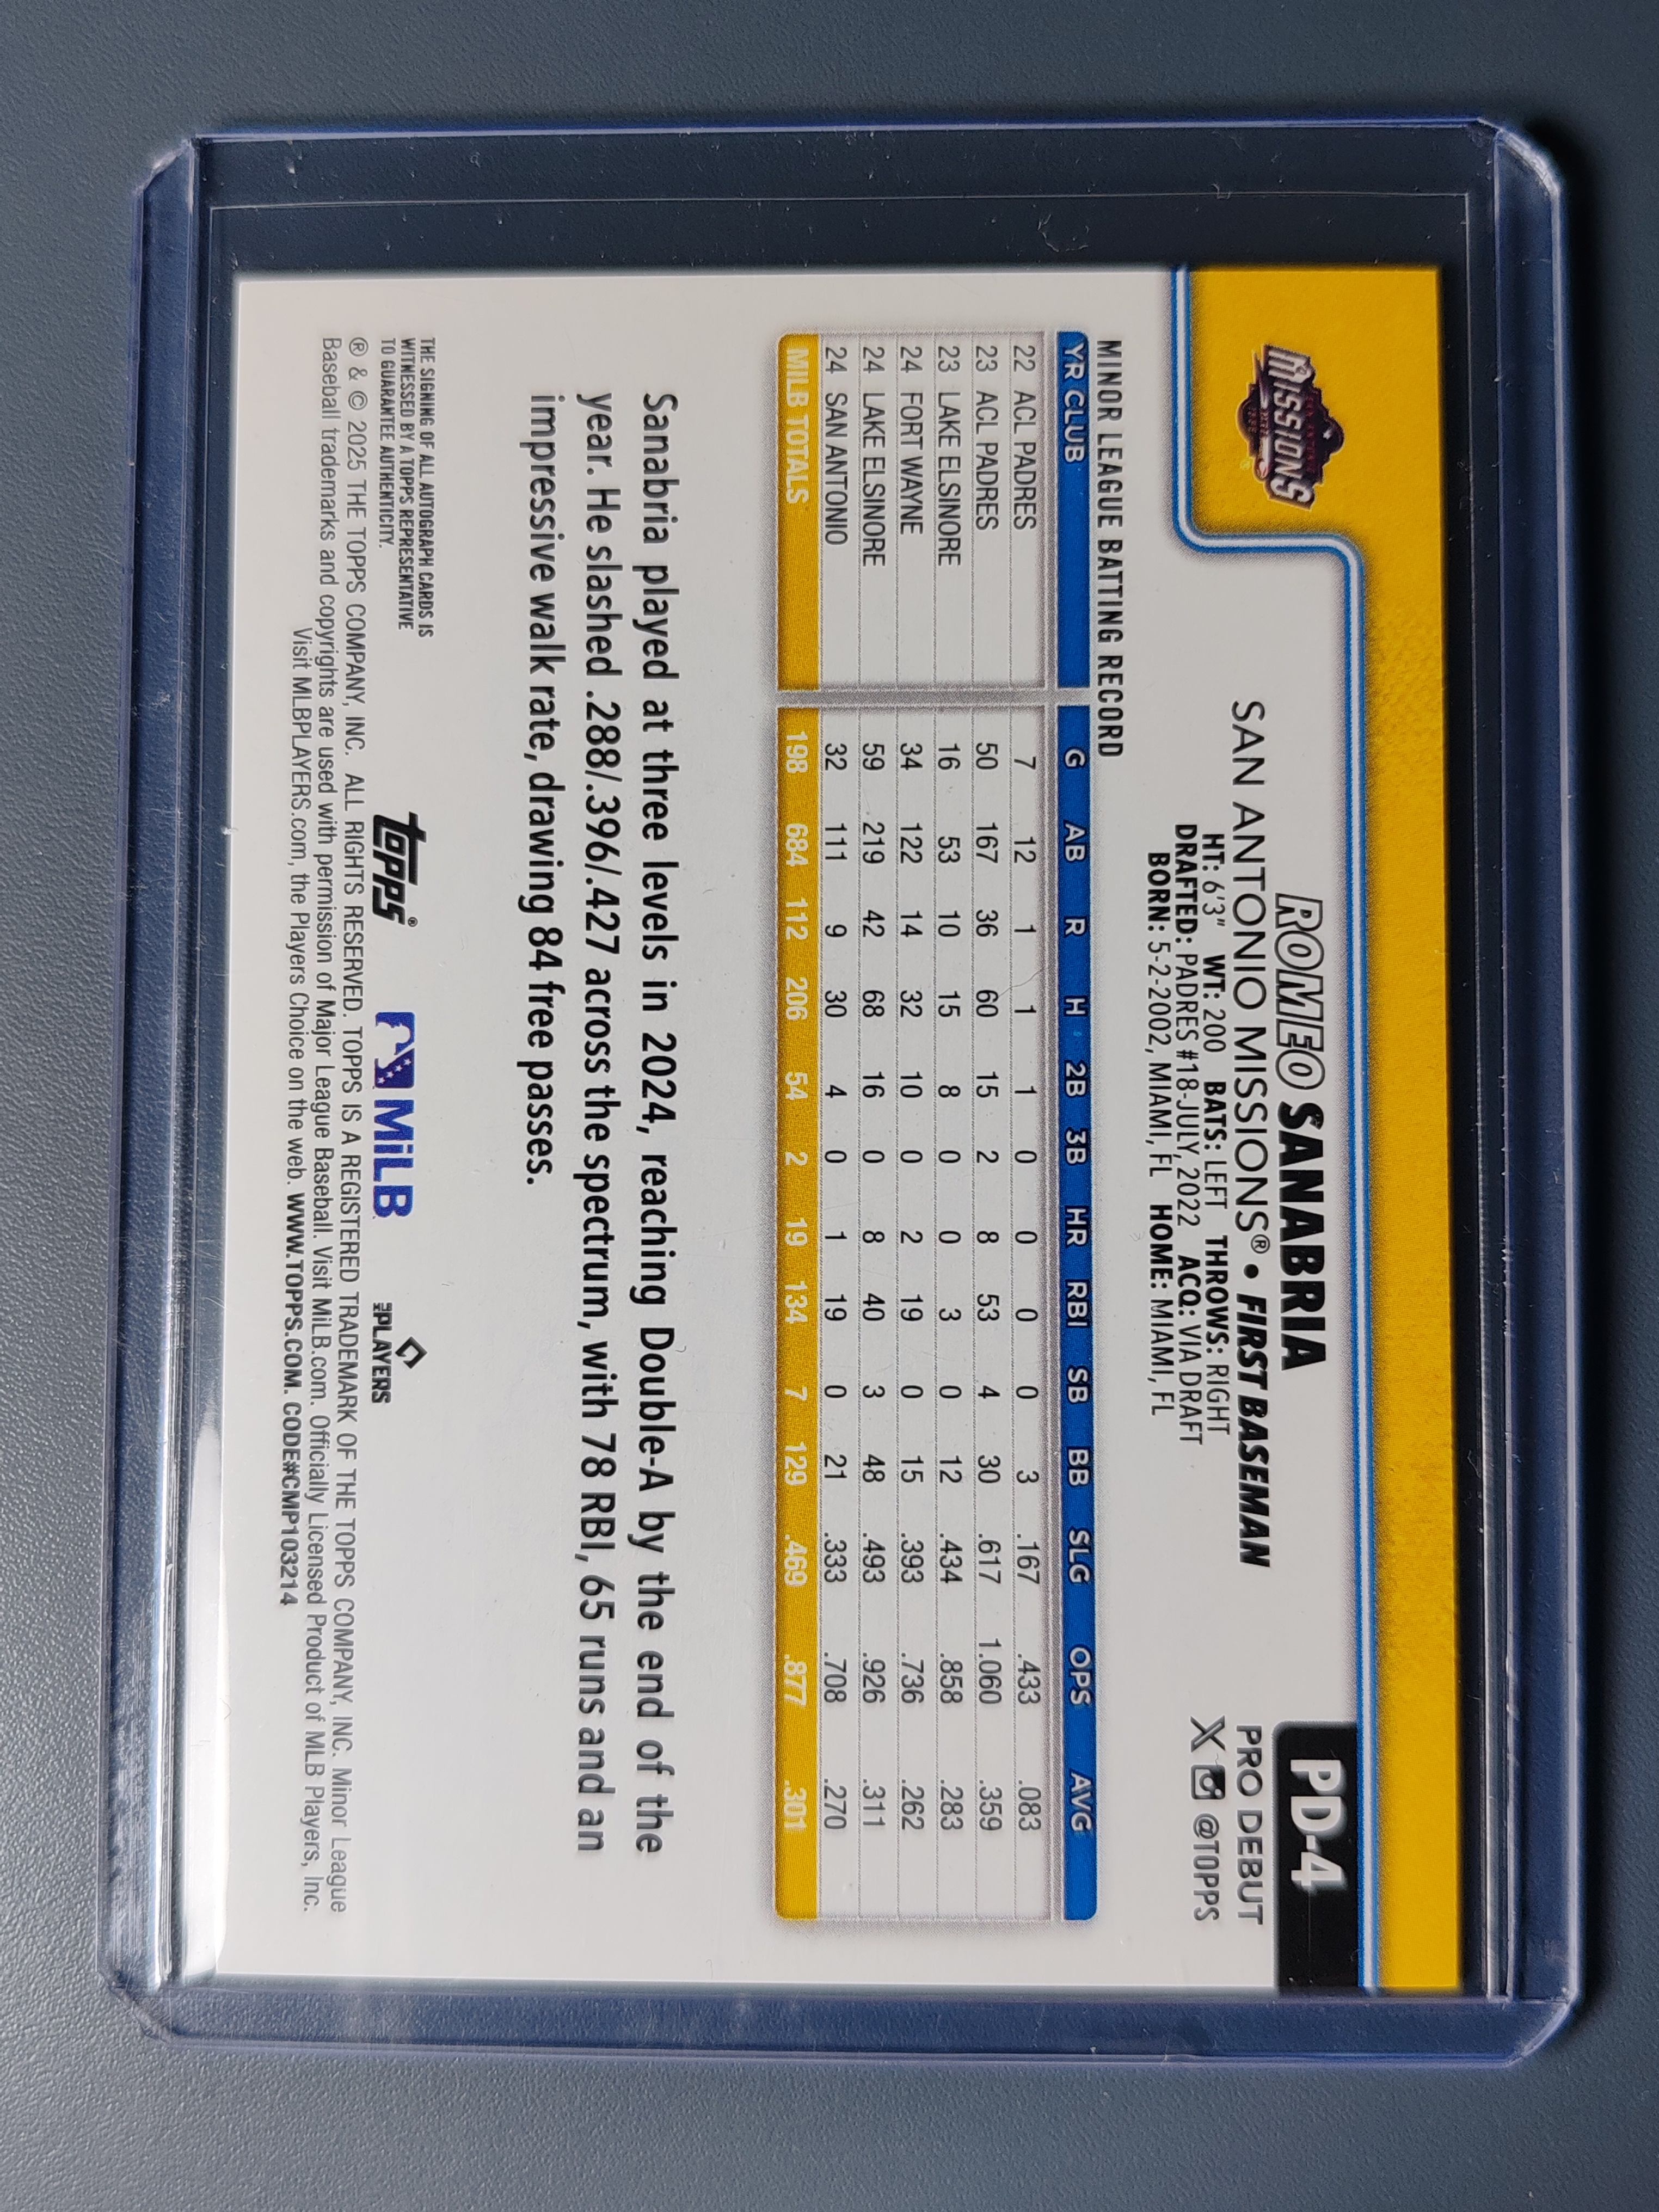 MISSIONS
ROMEO SANABRIA
SAN ANTONIO MISSIONS® • FIRST BASEMAN
HT: 6'3" WT: 200 BATS: LEFT THROWS: RIGHT
DRAFTED: PADRES #18-JULY, 2022 ACQ: VIA DRAFT
BORN: 5-2-2002, MIAMI, FL HOME: MIAMI, FL
PD-4
PRO DEBUT
X @TOPPS
MINOR LEAGUE BATTING RECORD
YR CLUB G AB R H 2B 3B HR RBI SB BB SLG OPS AVG
22 ACL PADRES 7 12 1 1 1 0 0 0 0 3 .167 .433 .083
23 ACL PADRES 50 167 36 60 15 2 8 53 4 30 .617 1.060 .359
23 LAKE ELSINORE 16 53 10 15 8 0 0 3 0 12 .434 .858 .283
24 FORT WAYNE 34 122 14 32 10 0 2 19 0 15 .393 .736 .262
24 LAKE ELSINORE 59 219 42 68 16 0 8 40 3 48 .493 .926 .311
24 SAN ANTONIO 32 111 9 30 4 0 1 19 0 21 .333 .708 .270
MILB TOTALS 198 684 112 206 54 2 19 134 7 129 .469 .877 .301
Sanabria played at three levels in 2024, reaching Double-A by the end of the
year. He slashed .288/.396/.427 across the spectrum, with 78 RBI, 65 runs and an
impressive walk rate, drawing 84 free passes.
THE SIGNING OF ALL AUTOGRAPH CARDS IS
WITNESSED BY A TOPPS REPRESENTATIVE
TO GUARANTEE AUTHENTICITY.
topps®
MiLB
MLB PLAYERS
® & © 2025 THE TOPPS COMPANY, INC. ALL RIGHTS RESERVED. TOPPS IS A REGISTERED TRADEMARK OF THE TOPPS COMPANY, INC. Minor League
Baseball trademarks and copyrights are used with permission of Major League Baseball. Visit MiLB.com. Officially Licensed Product of MLB Players, Inc.
Visit MLBPLAYERS.com, the Players Choice on the web. WWW.TOPPS.COM. CODE#CMP103214